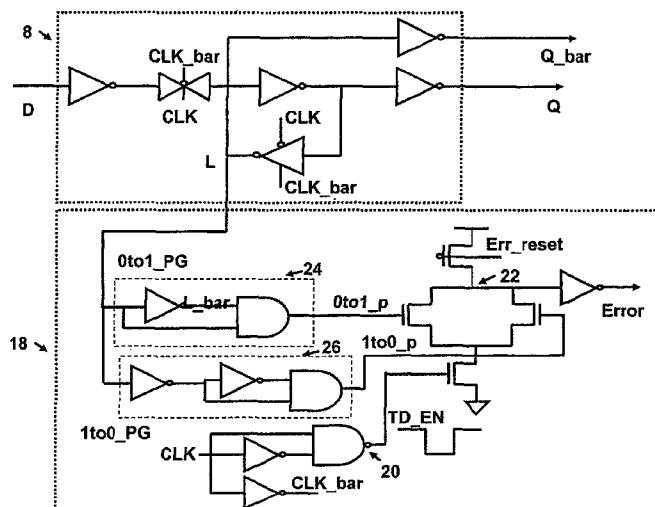 8
CLK_bar
Q_bar
D
CLK
Q
CLK
L
CLK_bar
Err_reset
0to1_PG
24
22
L_bar
0to1_p
Error
18
26
1to0_p
1to0_PG
TD_EN
CLK
20
CLK_bar